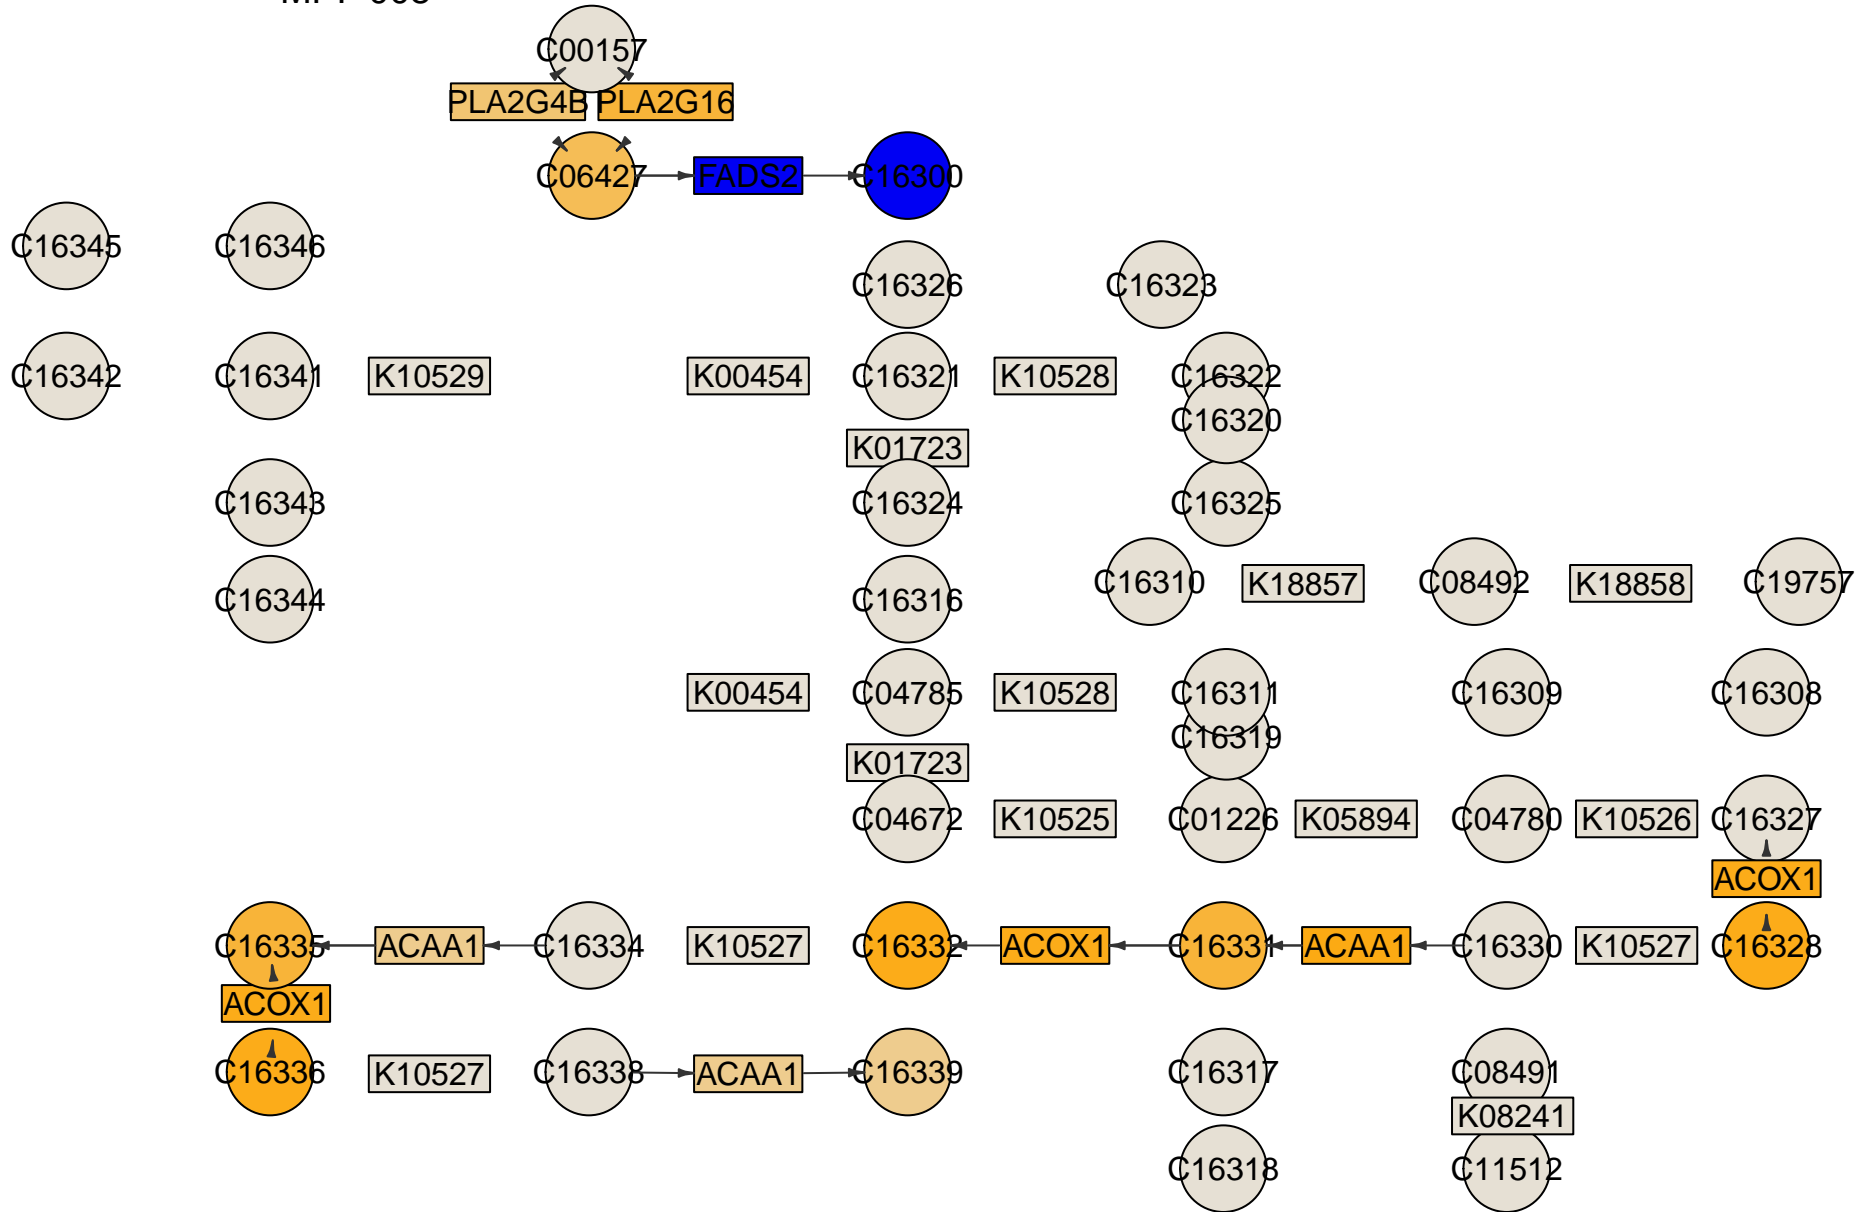 C00157
PLA2G4B PLA2G16
C06427 FADS2 C16300
C16345 C16346
C16326 C16323
C16342 C16341 K10529 K00454 C16321 K10528 C16322
C16320
K01723
C16343 C16324 C16325
C16310 K18857 C08492 K18858 C19757
C16344 C16316
K00454 C04785 K10528 C16311 C16309 C16308
C16319
K01723
C04672 K10525 C01226 K05894 C04780 K10526 C16327
ACOX1
C16335 ACAA1 C16334 K10527 C16332 ACOX1 C16331 ACAA1 C16330 K10527 C16328
ACOX1
C16336 K10527 C16338 ACAA1 C16339 C16317 C08491
K08241
C16318 C11512